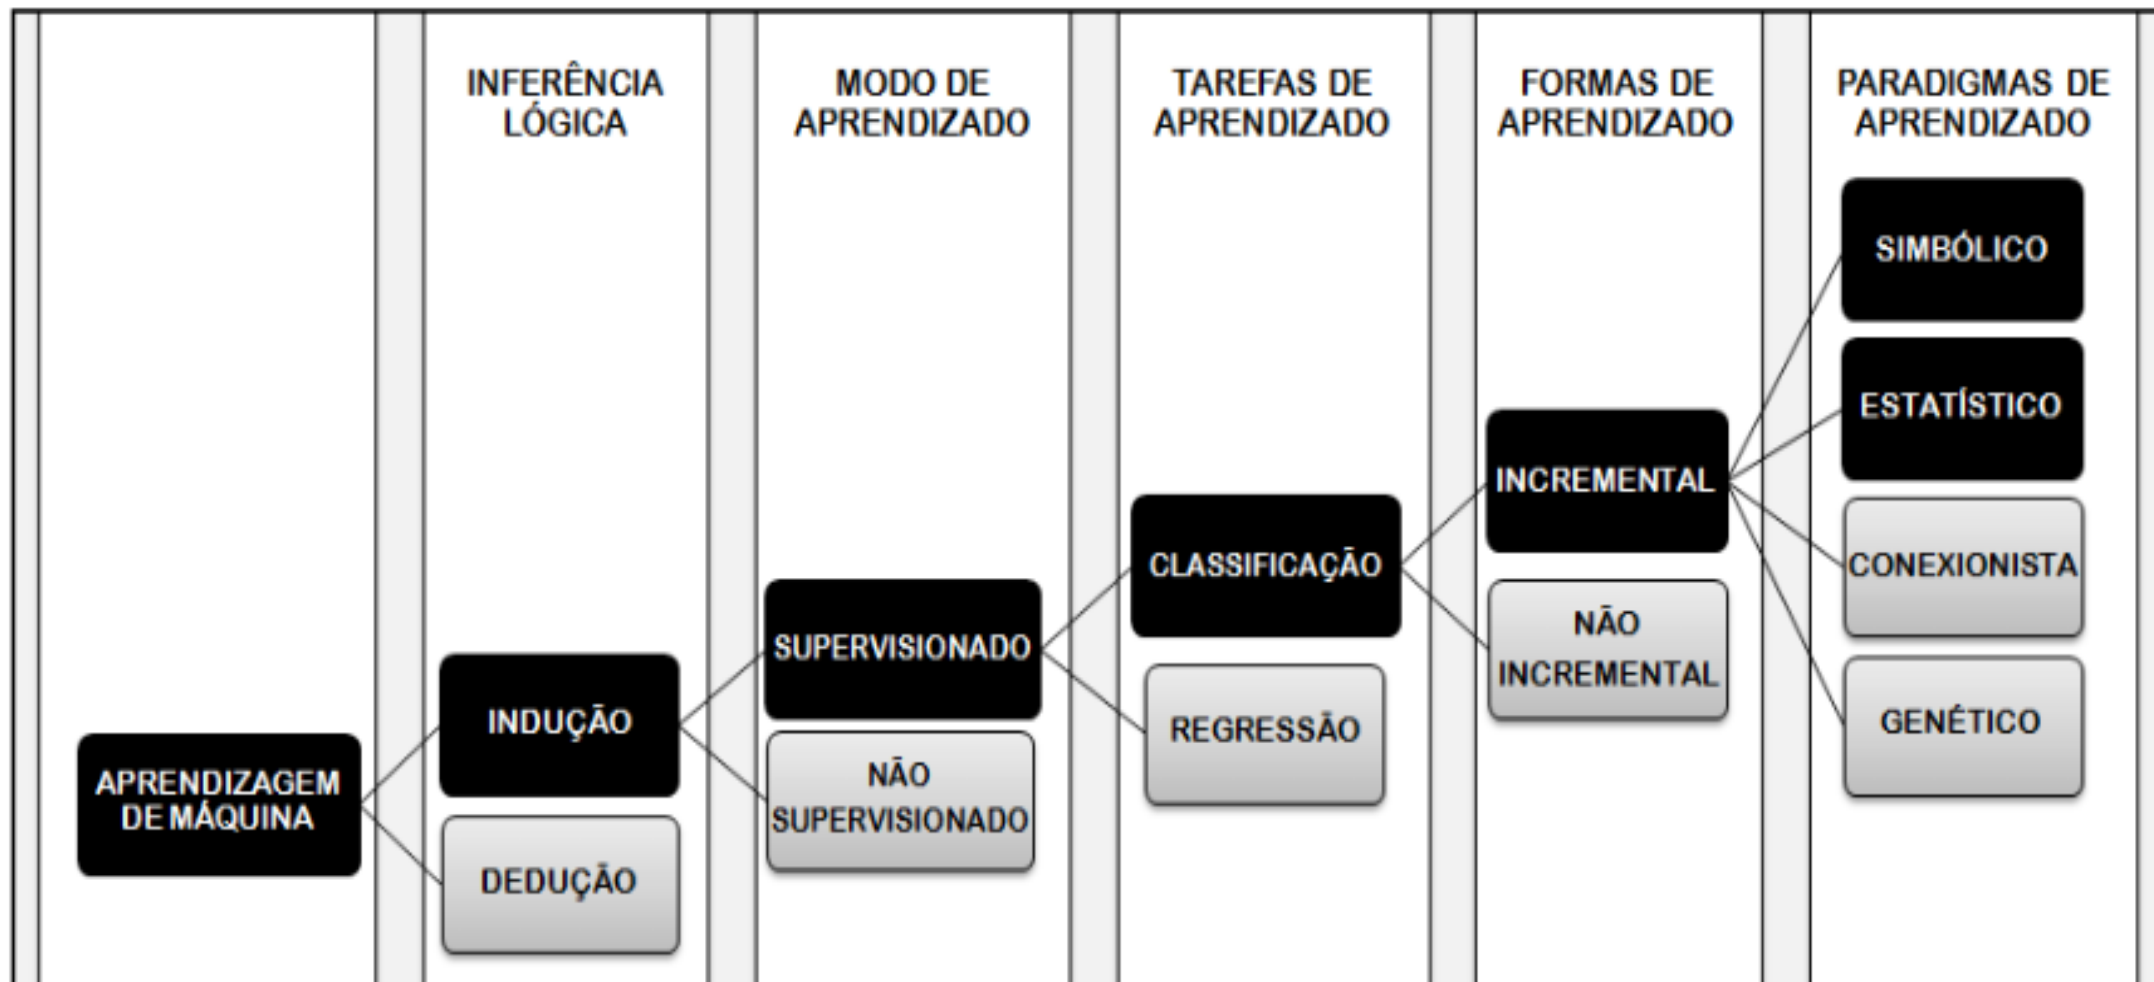 INFERÊNCIA
LÓGICA
MODO DE
APRENDIZADO
TAREFAS DE
APRENDIZADO
FORMAS DE
APRENDIZADO
PARADIGMAS DE
APRENDIZADO
APRENDIZAGEM
DE MÁQUINA
INDUÇÃO
DEDUÇÃO
SUPERVISIONADO
NÃO
SUPERVISIONADO
CLASSIFICAÇÃO
REGRESSÃO
INCREMENTAL
NÃO
INCREMENTAL
SIMBÓLICO
ESTATÍSTICO
CONEXIONISTA
GENÉTICO